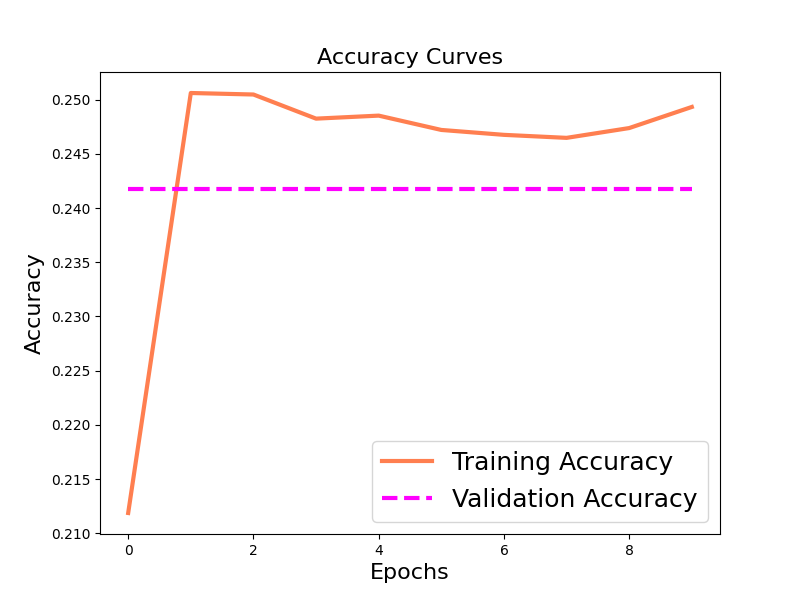 Accuracy Curves
0.250
0.245
0.240
0.235
0.230
0.225
0.220
0.215
0.210
Accuracy
Training Accuracy
Validation Accuracy
0 2 4 6 8
Epochs